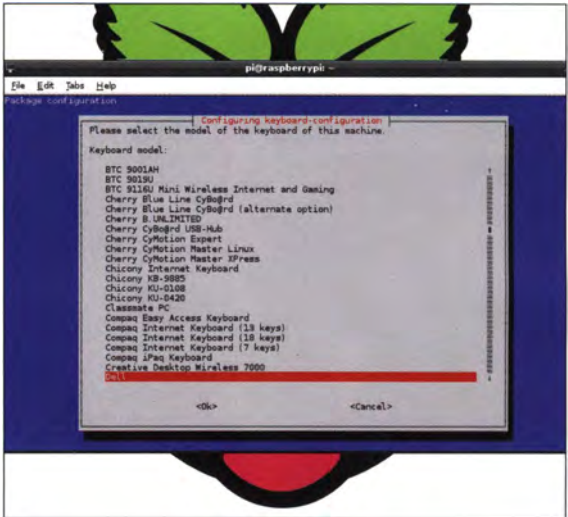 pi@raspberrypi: ~
File Edit Tabs Help
Package configuration
Configuring keyboard-configuration
Please select the model of the keyboard of this machine.
Keyboard model:
BTC 9001AH
BTC 9019U
BTC 9116U Mini Wireless Internet and Gaming
Cherry Blue Line CyBo@rd
Cherry Blue Line CyBo@rd (alternate option)
Cherry B.UNLIMITED
Cherry CyBo@rd USB-Hub
Cherry CyMotion Expert
Cherry CyMotion Master Linux
Cherry CyMotion Master XPress
Chicony Internet Keyboard
Chicony KB-9885
Chicony KU-0108
Chicony KU-0420
Classmate PC
Compaq Easy Access Keyboard
Compaq Internet Keyboard (13 keys)
Compaq Internet Keyboard (18 keys)
Compaq Internet Keyboard (7 keys)
Compaq iPaq Keyboard
Creative Desktop Wireless 7000
Dell
<Ok> <Cancel>